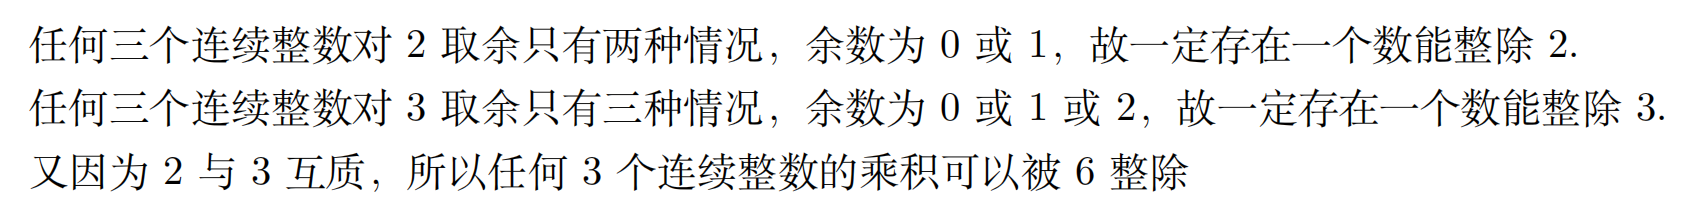 任何三个连续整数对 2 取余只有两种情况，余数为 0 或 1，故一定存在一个数能整除 2.
任何三个连续整数对 3 取余只有三种情况，余数为 0 或 1 或 2，故一定存在一个数能整除 3.
又因为 2 与 3 互质，所以任何 3 个连续整数的乘积可以被 6 整除